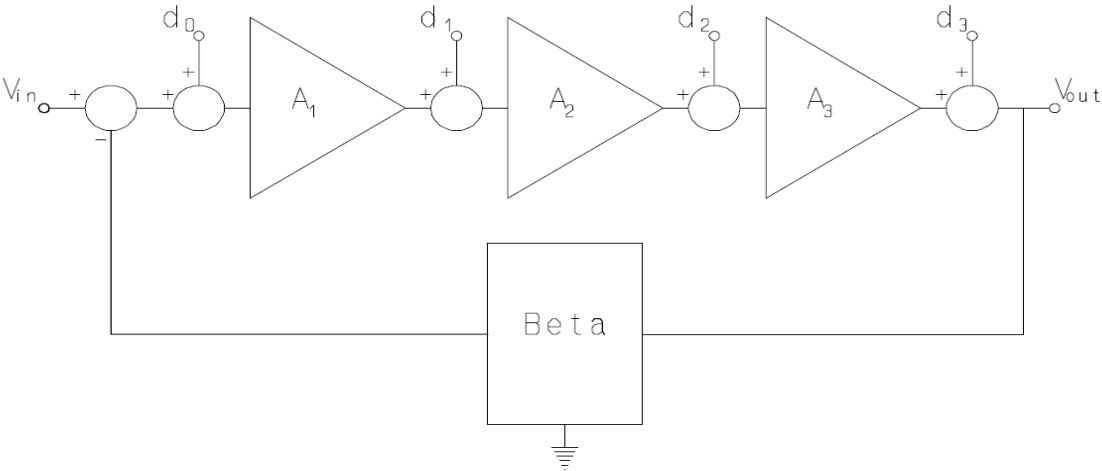 d0 d1 d2 d3
Vin + + + A1 + + A2 + + A3 + + Vout
-
Beta